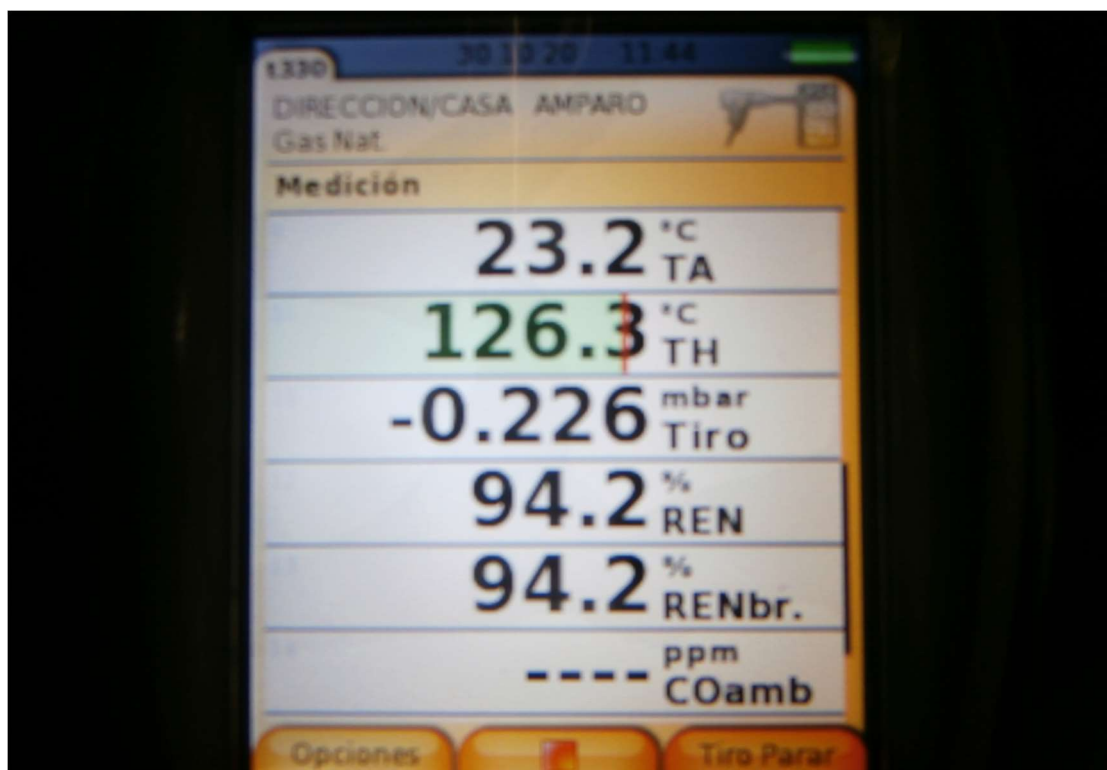 t330
30 10 20 11:44
DIRECCION/CASA AMPARO
Gas Nat.
Medición
23.2 °C TA
126.3 °C TH
-0.226 mbar Tiro
94.2 % REN
94.2 % RENbr.
---- ppm COamb
Opciones Tiro Parar